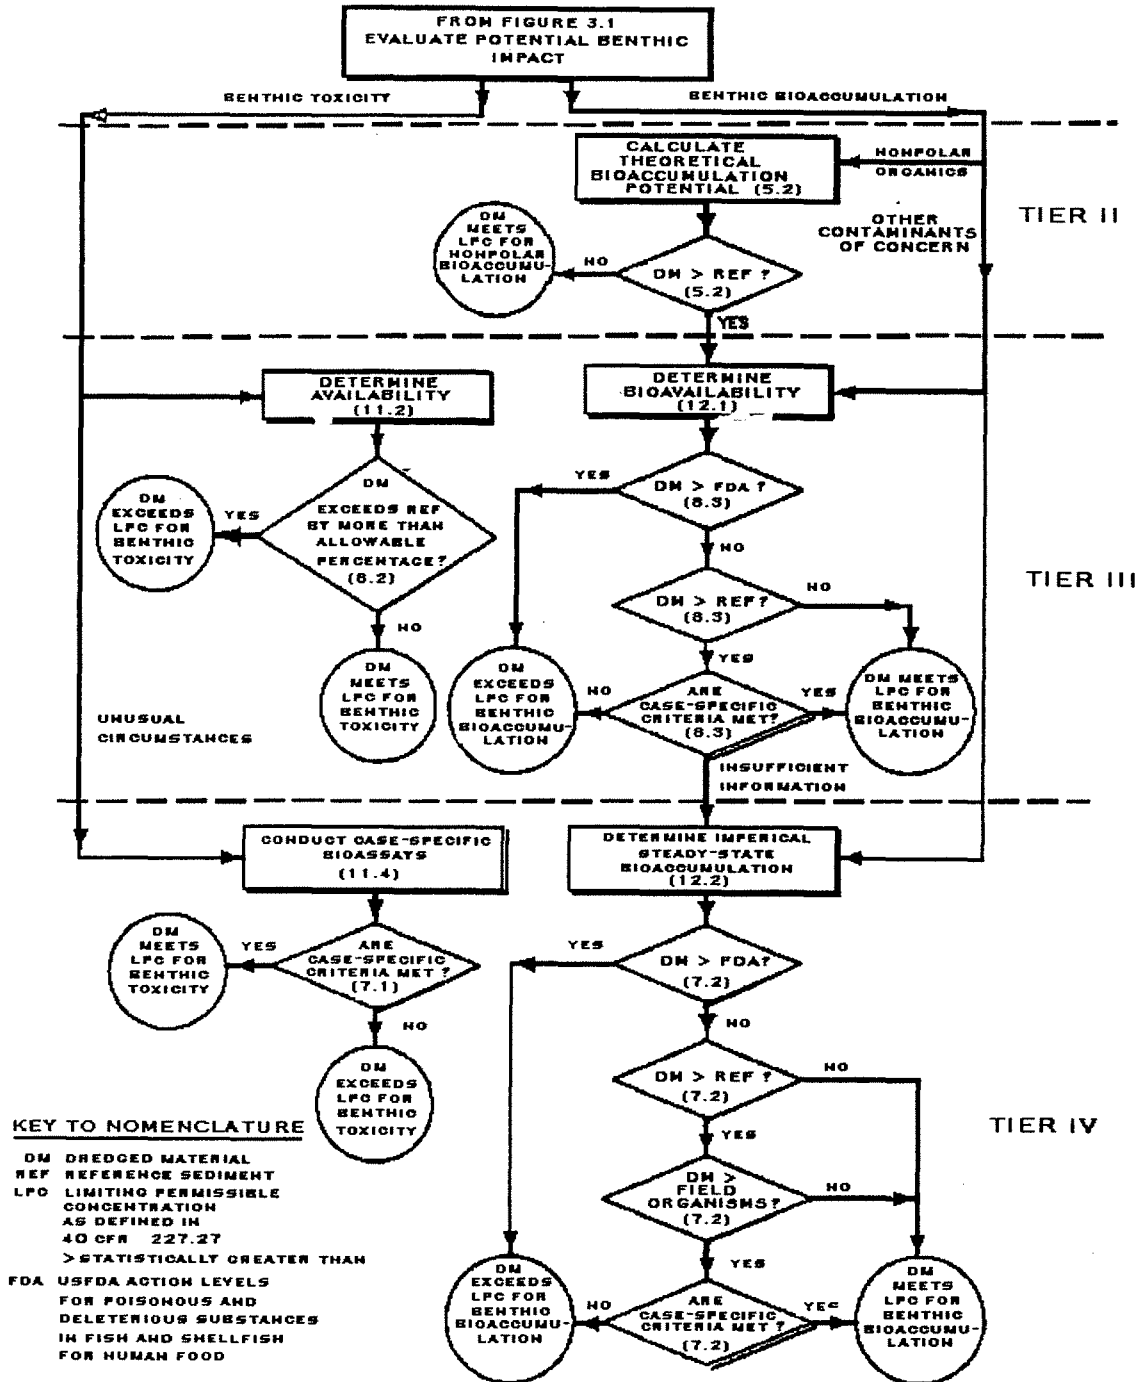 FROM FIGURE 3.1
EVALUATE POTENTIAL BENTHIC
IMPACT
BENTHIC TOXICITY
BENTHIC BIOACCUMULATION
CALCULATE
THEORETICAL
BIOACCUMULATION
POTENTIAL (5.2)
NONPOLAR
ORGANICS
OTHER
CONTAMINANTS
OF CONCERN
TIER II
DM
MEETS
LPC FOR
NONPOLAR
BIOACCUMU-
LATION
NO
DM > REF ?
(5.2)
YES
DETERMINE
AVAILABILITY
(11.2)
DETERMINE
BIOAVAILABILITY
(12.1)
DM
EXCEEDS
LPC FOR
BENTHIC
TOXICITY
YES
DM
EXCEEDS REF
BY MORE THAN
ALLOWABLE
PERCENTAGE?
(6.2)
NO
DM
MEETS
LPC FOR
BENTHIC
TOXICITY
YES
DM > FDA ?
(6.3)
NO
DM > REF?
(6.3)
NO
YES
TIER III
DM
EXCEEDS
LPC FOR
BENTHIC
BIOACCUMU-
LATION
NO
ARE
CASE-SPECIFIC
CRITERIA MET?
(6.3)
YES
DM MEETS
LPC FOR
BENTHIC
BIOACCUMU-
LATION
UNUSUAL
CIRCUMSTANCES
INSUFFICIENT
INFORMATION
CONDUCT CASE-SPECIFIC
BIOASSAYS
(11.4)
DETERMINE IMPERICAL
STEADY-STATE
BIOACCUMULATION
(12.2)
DM
MEETS
LPC FOR
BENTHIC
TOXICITY
YES
ARE
CASE-SPECIFIC
CRITERIA MET ?
(7.1)
NO
DM
EXCEEDS
LPC FOR
BENTHIC
TOXICITY
YES
DM > FDA?
(7.2)
NO
DM > REF ?
(7.2)
NO
YES
DM >
FIELD
ORGANISMS?
(7.2)
NO
YES
TIER IV
DM
EXCEEDS
LPC FOR
BENTHIC
BIOACCUMU-
LATION
NO
ARE
CASE-SPECIFIC
CRITERIA MET ?
(7.2)
YES
DM
MEETS
LPC FOR
BENTHIC
BIOACCUMU-
LATION
KEY TO NOMENCLATURE
DM DREDGED MATERIAL
REF REFERENCE SEDIMENT
LPC LIMITING PERMISSIBLE
CONCENTRATION
AS DEFINED IN
40 CFR 227.27
> STATISTICALLY GREATER THAN
FDA USFDA ACTION LEVELS
FOR POISONOUS AND
DELETERIOUS SUBSTANCES
IN FISH AND SHELLFISH
FOR HUMAN FOOD